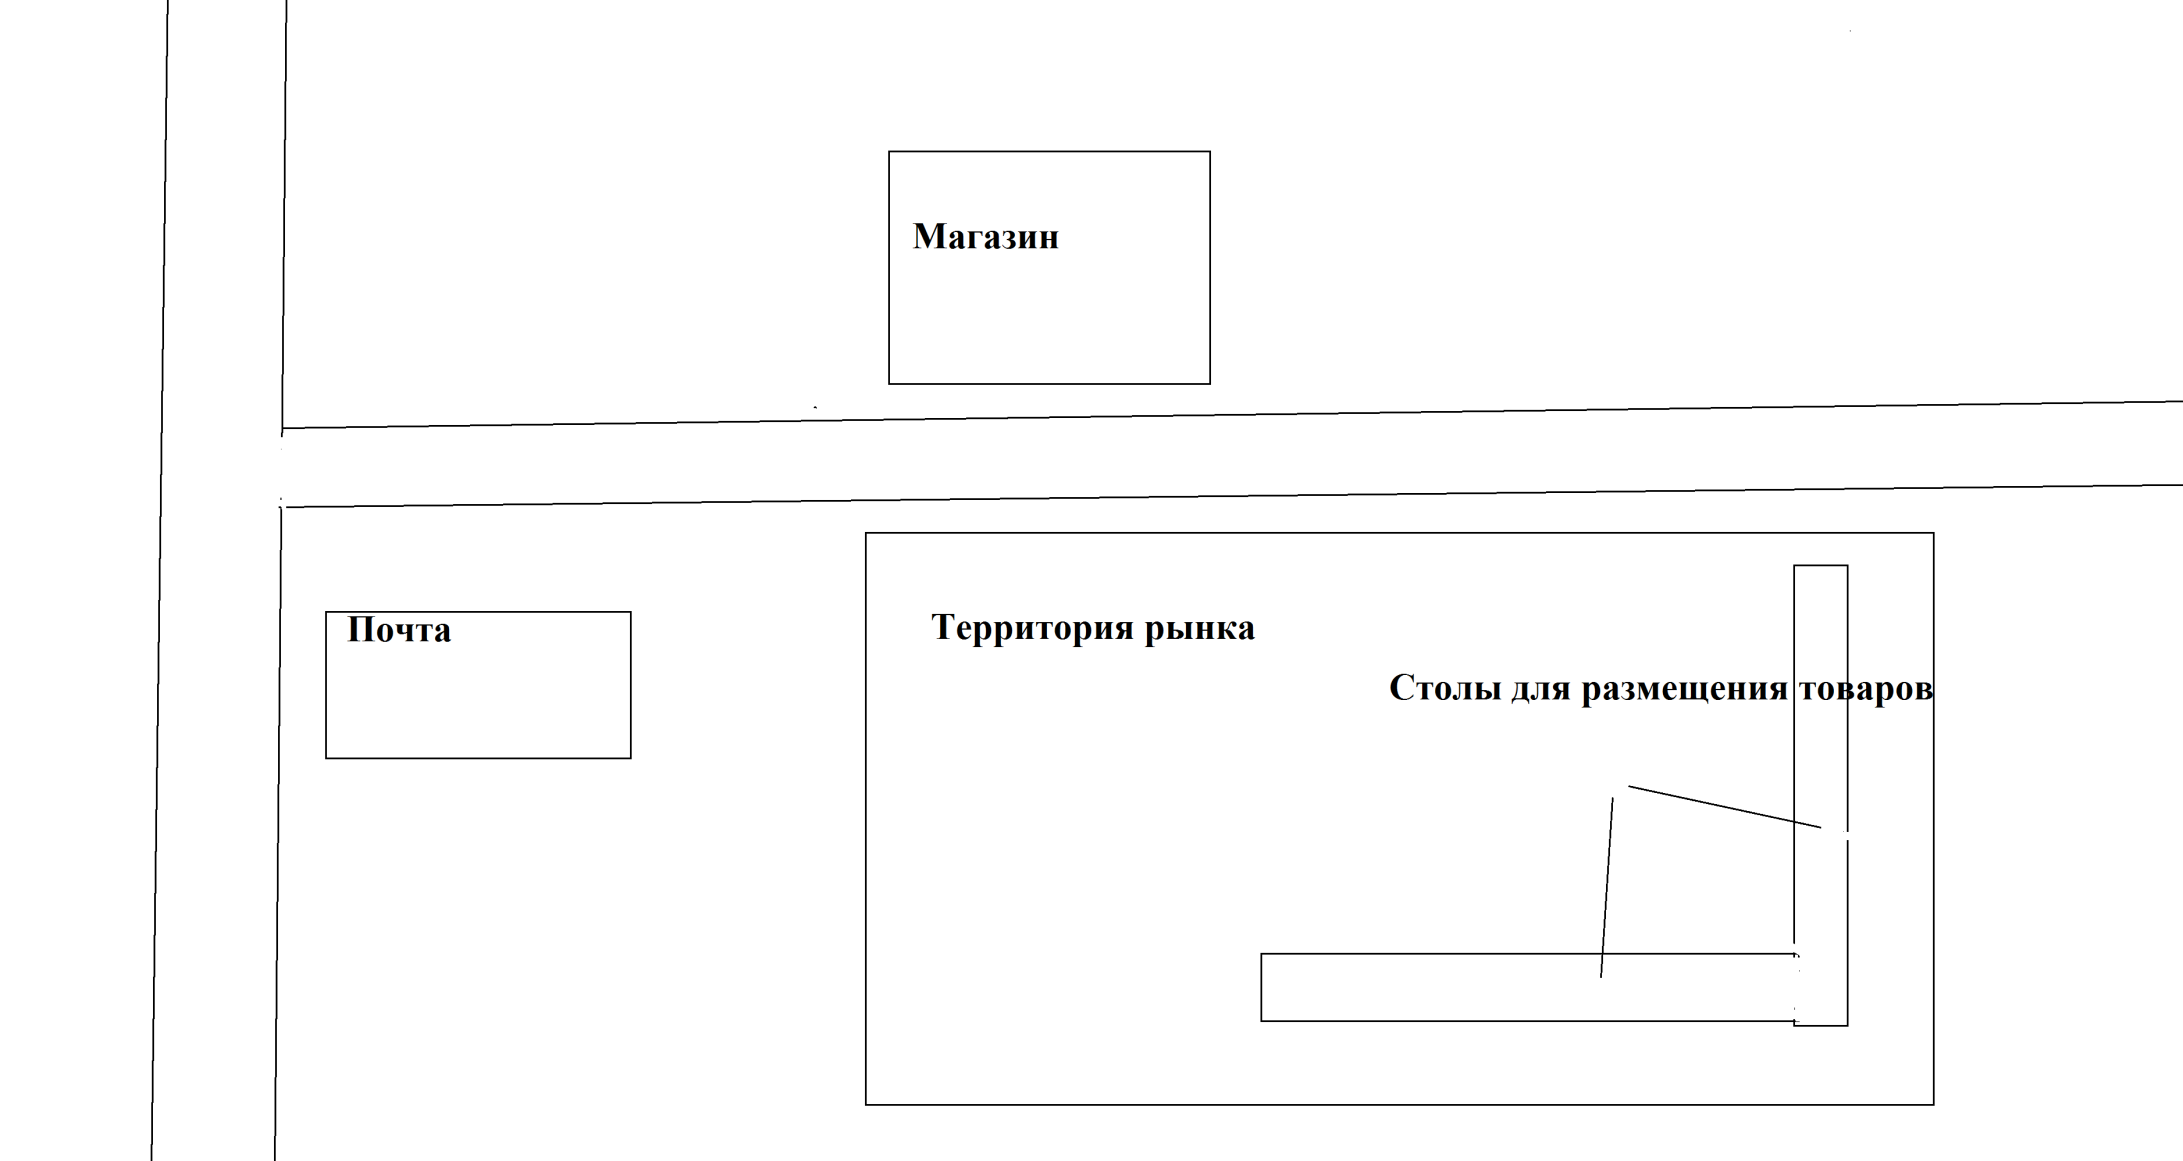 Магазин
Почта
Территория рынка
Столы для размещения товаров